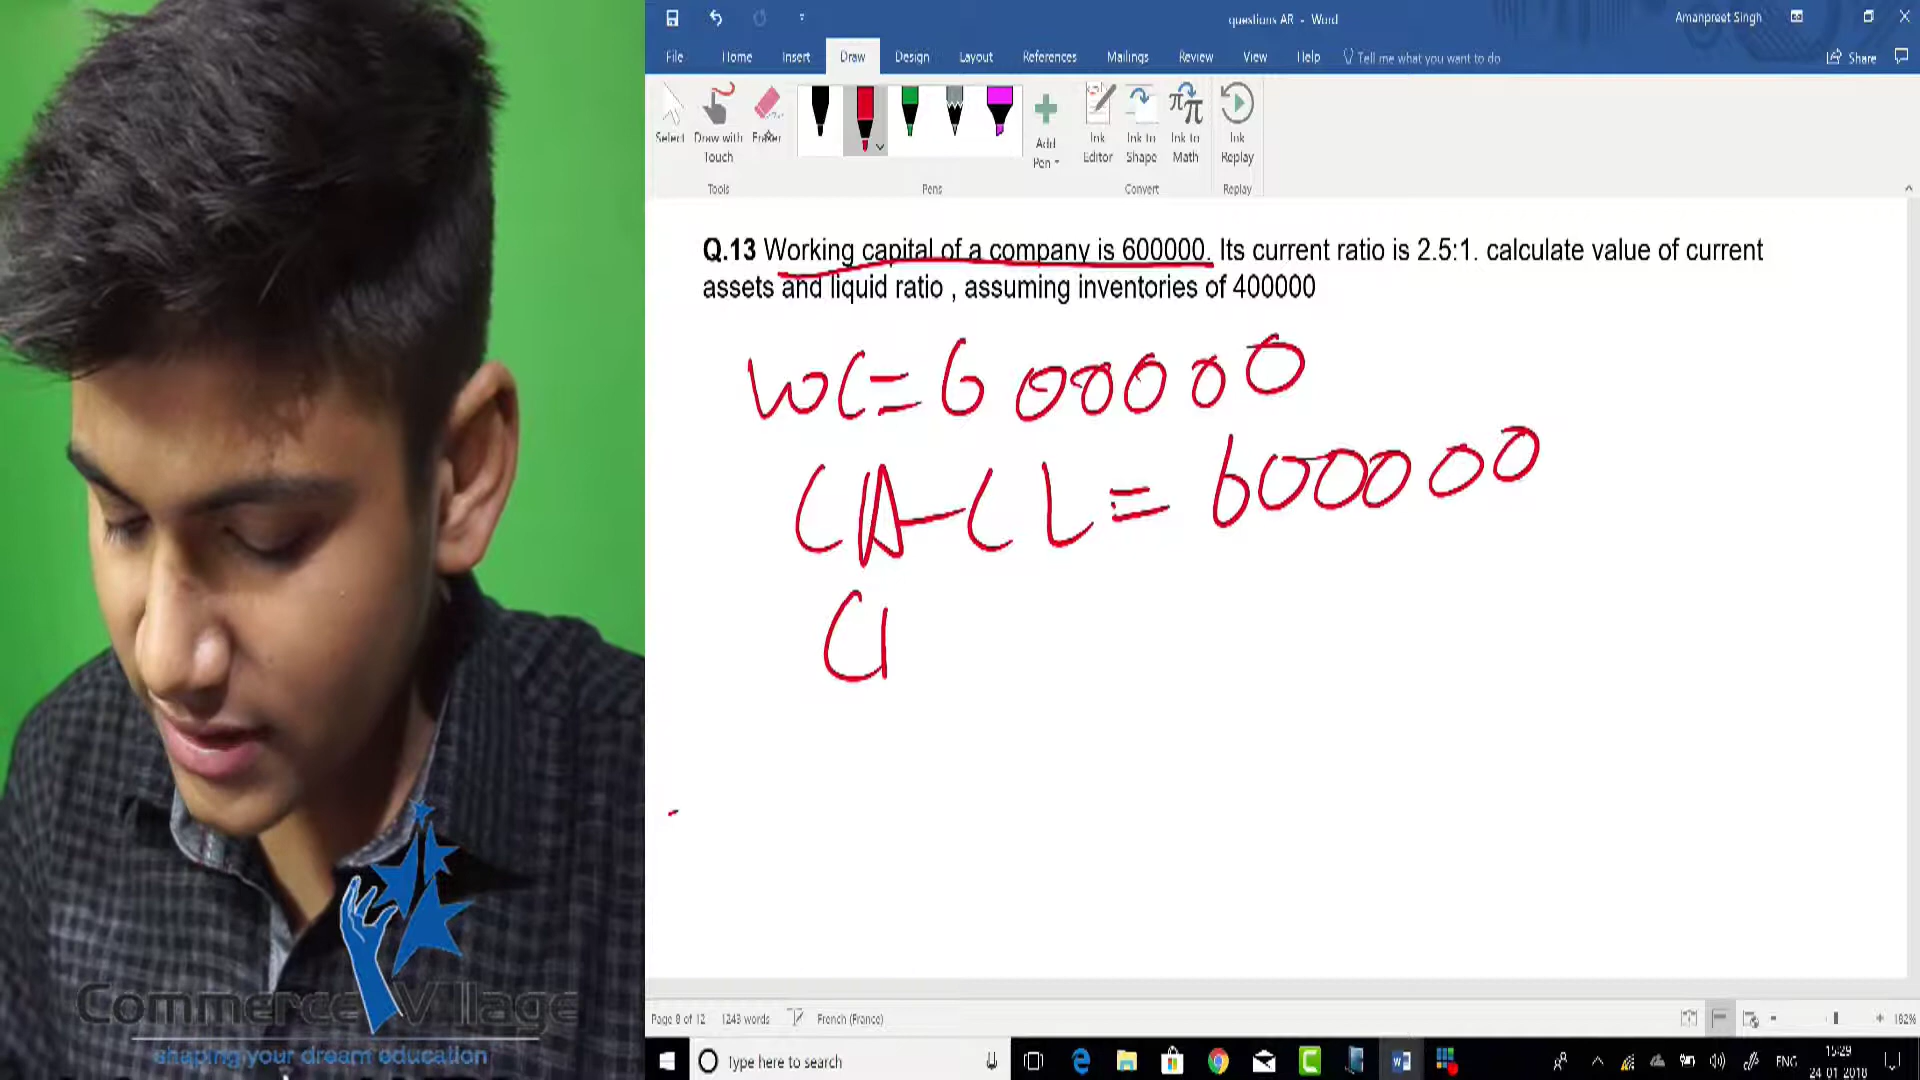 questions AR - Word
Amanpreet Singh
File Home Insert Draw Design Layout References Mailings Review View Help Tell me what you want to do Share
Select Draw with Touch Eraser Add Pen Ink Editor Ink to Shape Ink to Math Ink Replay
Tools Pens Convert Replay
Q.13 Working capital of a company is 600000. Its current ratio is 2.5:1. calculate value of current
assets and liquid ratio , assuming inventories of 400000
WC = 600000
CA - CL = 600000
Commerce Village
shaping your dream education
Page 8 of 12 1243 words French (France) 182%
Type here to search
ENG
15:29
24-01-2018